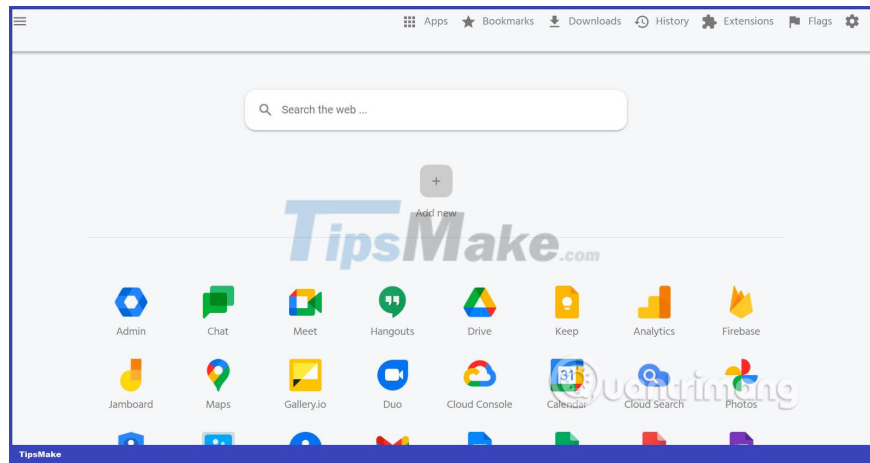 Apps Bookmarks Downloads History Extensions Flags
Search the web ...
Add new
TipsMake.com
Admin Chat Meet Hangouts Drive Keep Analytics Firebase
31
Jamboard Maps Gallery.io Duo Cloud Console Calendar Cloud Search Photos
Quantrimang
TipsMake